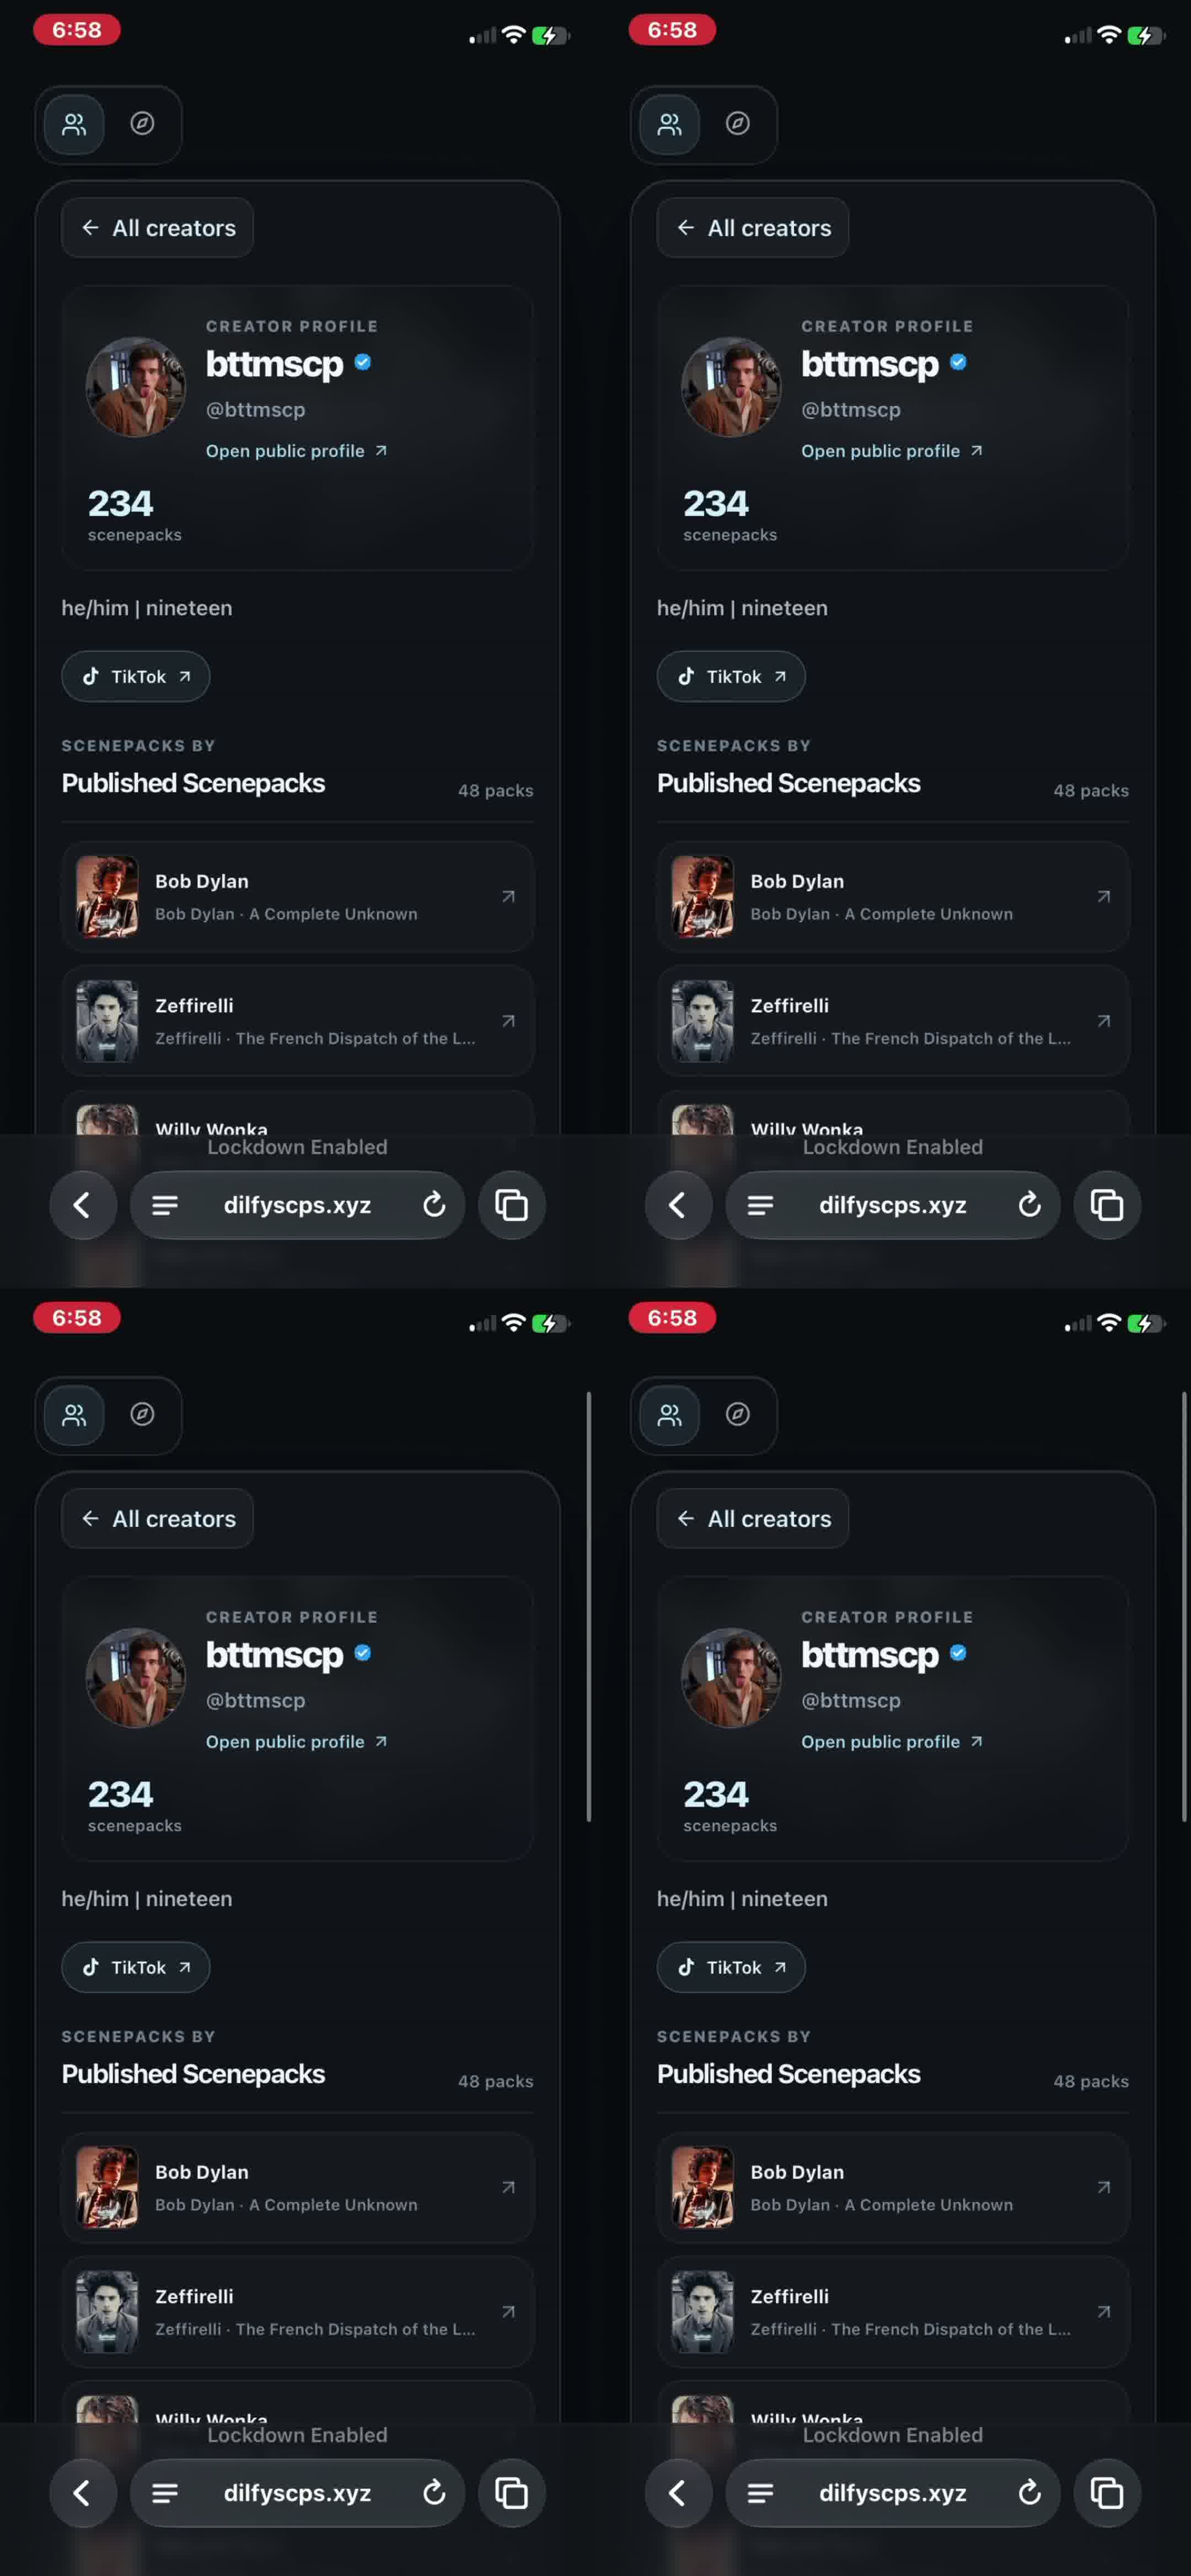 6:58
All creators
CREATOR PROFILE
bttmscp
@bttmscp
Open public profile
234
scenepacks
he/him | nineteen
TikTok
SCENEPACKS BY
Published Scenepacks
48 packs
Bob Dylan
Bob Dylan · A Complete Unknown
Zeffirelli
Zeffirelli · The French Dispatch of the L...
Willy Wonka
Lockdown Enabled
dilfyscps.xyz
6:58
All creators
CREATOR PROFILE
bttmscp
@bttmscp
Open public profile
234
scenepacks
he/him | nineteen
TikTok
SCENEPACKS BY
Published Scenepacks
48 packs
Bob Dylan
Bob Dylan · A Complete Unknown
Zeffirelli
Zeffirelli · The French Dispatch of the L...
Willy Wonka
Lockdown Enabled
dilfyscps.xyz
6:58
All creators
CREATOR PROFILE
bttmscp
@bttmscp
Open public profile
234
scenepacks
he/him | nineteen
TikTok
SCENEPACKS BY
Published Scenepacks
48 packs
Bob Dylan
Bob Dylan · A Complete Unknown
Zeffirelli
Zeffirelli · The French Dispatch of the L...
Willy Wonka
Lockdown Enabled
dilfyscps.xyz
6:58
All creators
CREATOR PROFILE
bttmscp
@bttmscp
Open public profile
234
scenepacks
he/him | nineteen
TikTok
SCENEPACKS BY
Published Scenepacks
48 packs
Bob Dylan
Bob Dylan · A Complete Unknown
Zeffirelli
Zeffirelli · The French Dispatch of the L...
Willy Wonka
Lockdown Enabled
dilfyscps.xyz